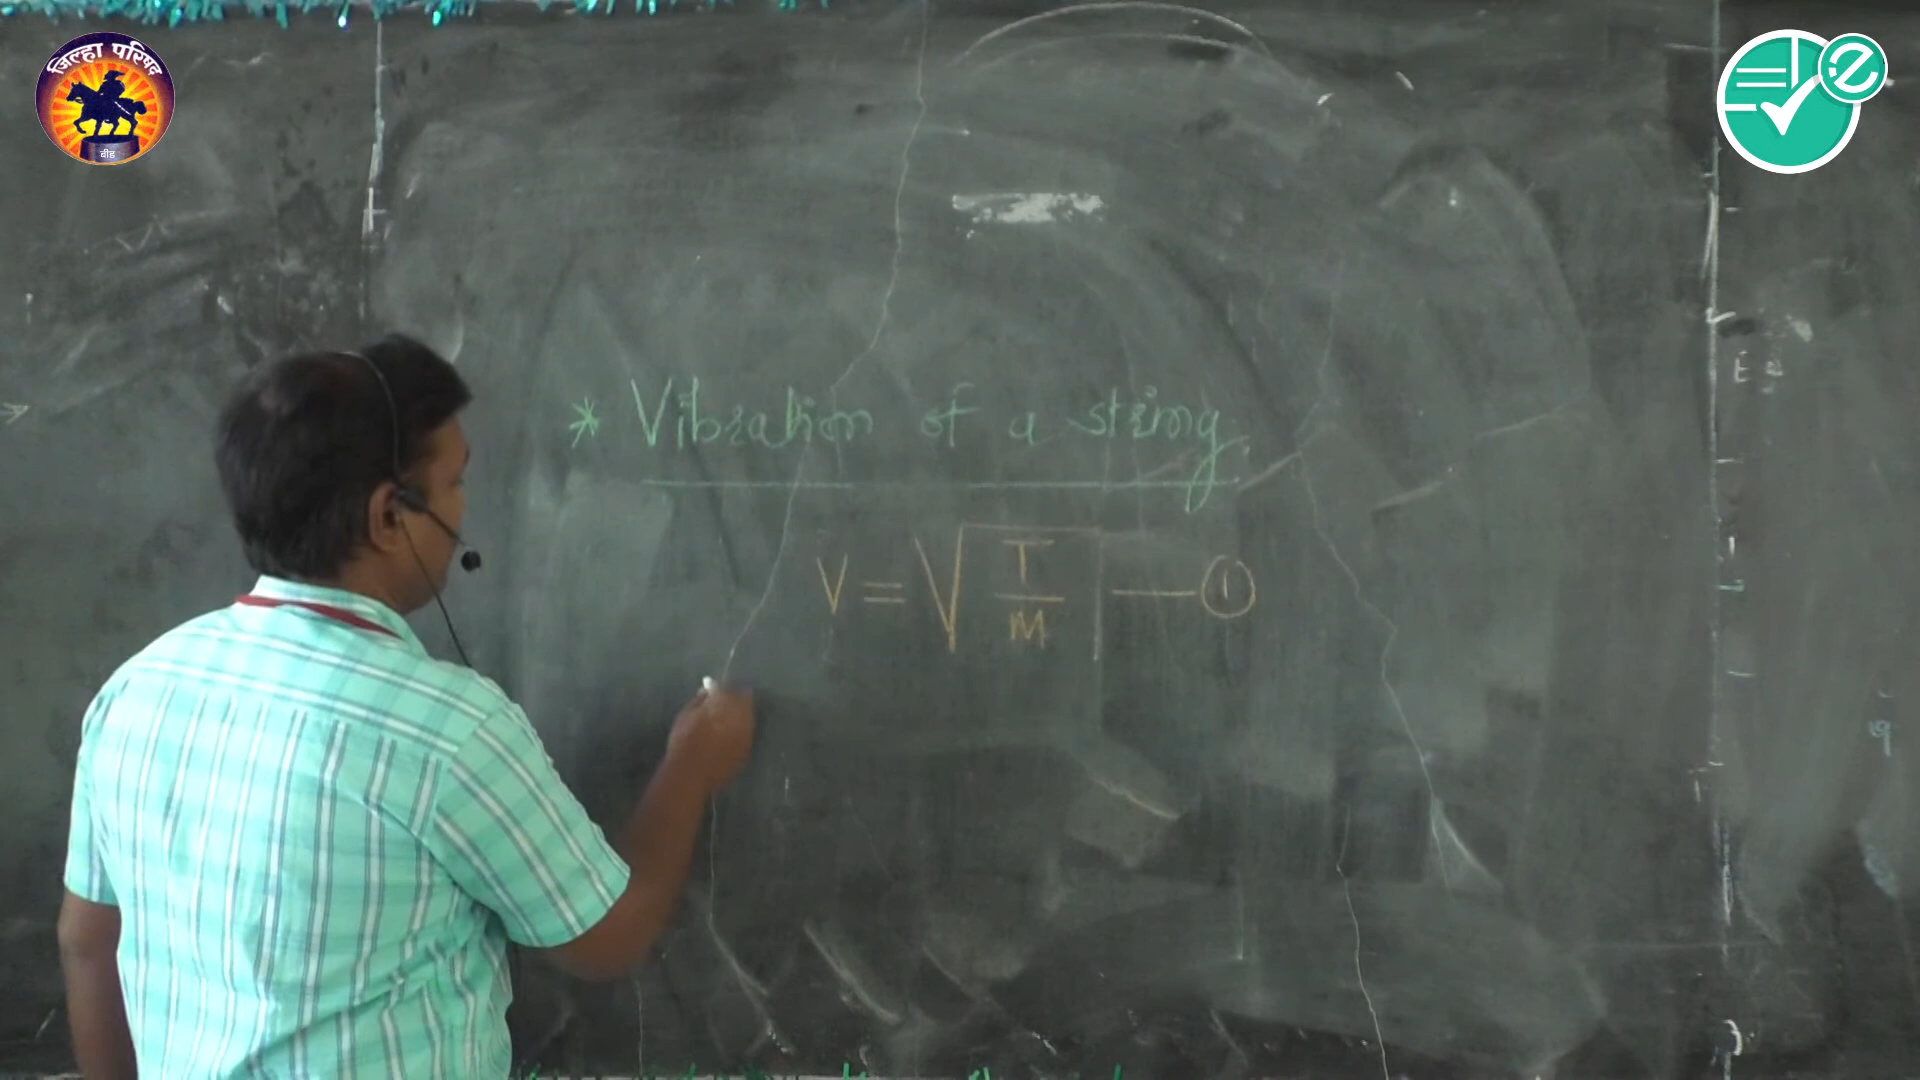 जिल्हा परिषद
बीड
* Vibration of a string.
V = √T/M — ①